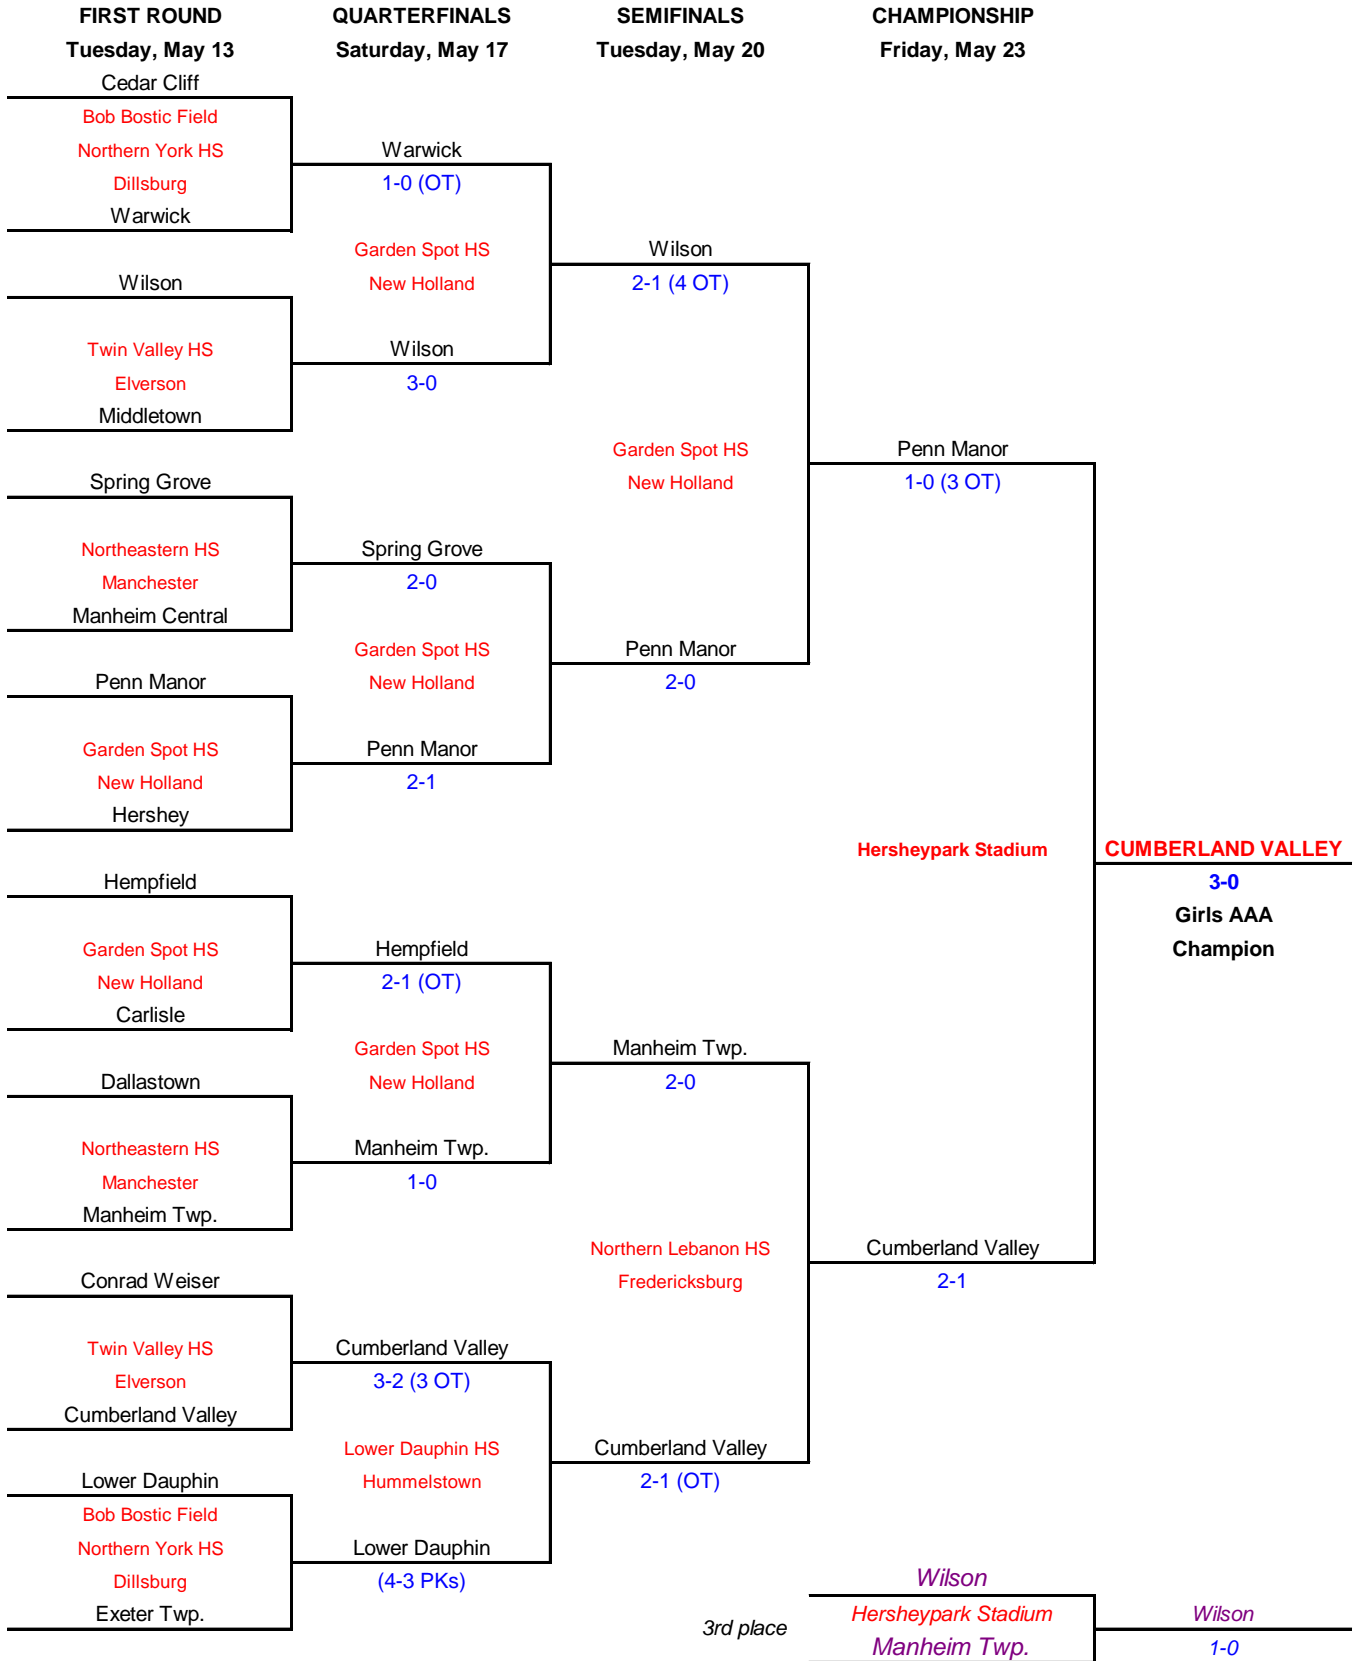 FIRST ROUND QUARTERFINALS SEMIFINALS CHAMPIONSHIP
Tuesday, May 13 Saturday, May 17 Tuesday, May 20 Friday, May 23
Cedar Cliff
Bob Bostic Field
Northern York HS Warwick
Dillsburg 1-0 (OT)
Warwick
Garden Spot HS Wilson
Wilson New Holland 2-1 (4 OT)
Twin Valley HS Wilson
Elverson 3-0
Middletown
Garden Spot HS Penn Manor
Spring Grove New Holland 1-0 (3 OT)
Northeastern HS Spring Grove
Manchester 2-0
Manheim Central
Garden Spot HS Penn Manor
Penn Manor New Holland 2-0
Garden Spot HS Penn Manor
New Holland 2-1
Hershey
Hersheypark Stadium CUMBERLAND VALLEY
Hempfield 3-0
Girls AAA
Garden Spot HS Hempfield Champion
New Holland 2-1 (OT)
Carlisle
Garden Spot HS Manheim Twp.
Dallastown New Holland 2-0
Northeastern HS Manheim Twp.
Manchester 1-0
Manheim Twp.
Northern Lebanon HS Cumberland Valley
Conrad Weiser Fredericksburg 2-1
Twin Valley HS Cumberland Valley
Elverson 3-2 (3 OT)
Cumberland Valley
Lower Dauphin HS Cumberland Valley
Lower Dauphin Hummelstown 2-1 (OT)
Bob Bostic Field
Northern York HS Lower Dauphin
Dillsburg (4-3 PKs) Wilson
Exeter Twp. 3rd place Hersheypark Stadium Wilson
Manheim Twp. 1-0